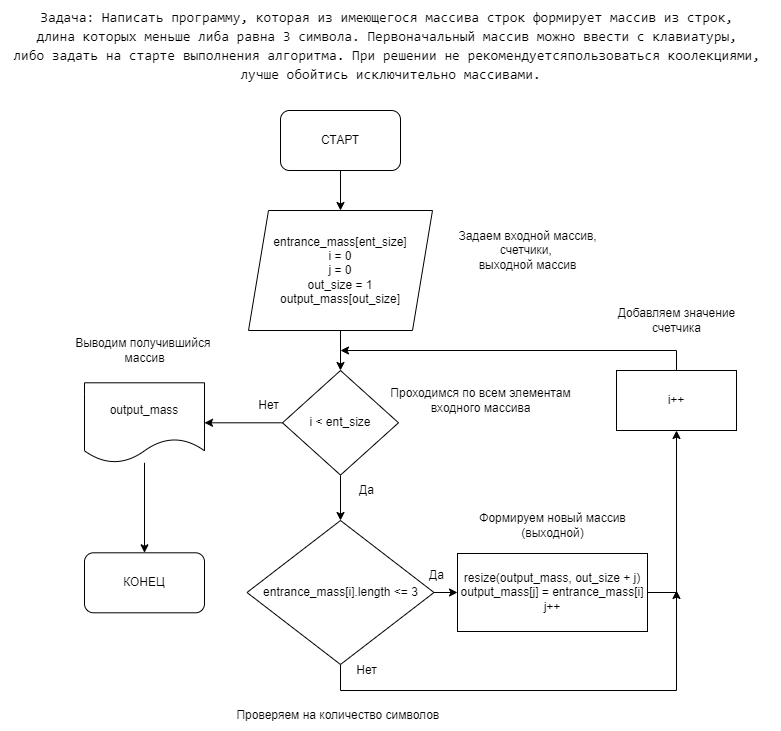 Задача: Написать программу, которая из имеющегося массива строк формирует массив из строк,
длина которых меньше либа равна 3 символа. Первоначальный массив можно ввести с клавиатуры,
либо задать на старте выполнения алгоритма. При решении не рекомендуетсяпользоваться коолекциями,
лучше обойтись исключительно массивами.
СТАРТ
entrance_mass[ent_size]
i = 0
j = 0
out_size = 1
output_mass[out_size]
Задаем входной массив,
счетчики,
выходной массив
Добавляем значение
счетчика
i++
Выводим получившийся
массив
output_mass
Нет
i < ent_size
Проходимся по всем элементам
входного массива
Да
КОНЕЦ
entrance_mass[i].length <= 3
Да
Формируем новый массив
(выходной)
resize(output_mass, out_size + j)
output_mass[j] = entrance_mass[i]
j++
Нет
Проверяем на количество символов